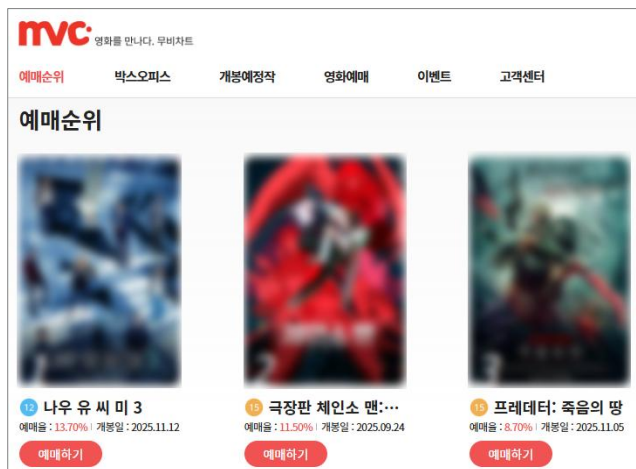 mvc
영화를 만나다. 무비차트
예매순위 박스오피스 개봉예정작 영화예매 이벤트 고객센터
예매순위
1 2 3
12 나우 유 씨 미 3
예매율 : 13.70% | 개봉일 : 2025.11.12
예매하기
15 극장판 체인소 맨:…
예매율 : 11.50% | 개봉일 : 2025.09.24
예매하기
15 프레데터: 죽음의 땅
예매율 : 8.70% | 개봉일 : 2025.11.05
예매하기